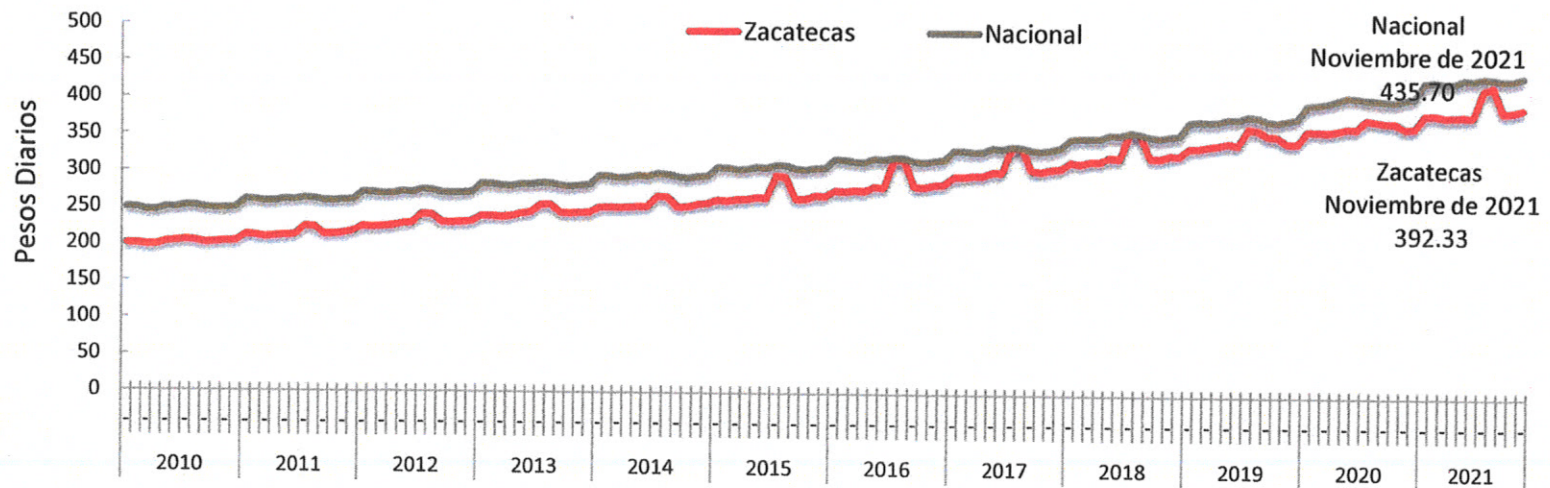 Pesos Diarios
500
450
400
350
300
250
200
150
100
50
0
Zacatecas
Nacional
Nacional
Noviembre de 2021
435.70
Zacatecas
Noviembre de 2021
392.33
2010 2011 2012 2013 2014 2015 2016 2017 2018 2019 2020 2021